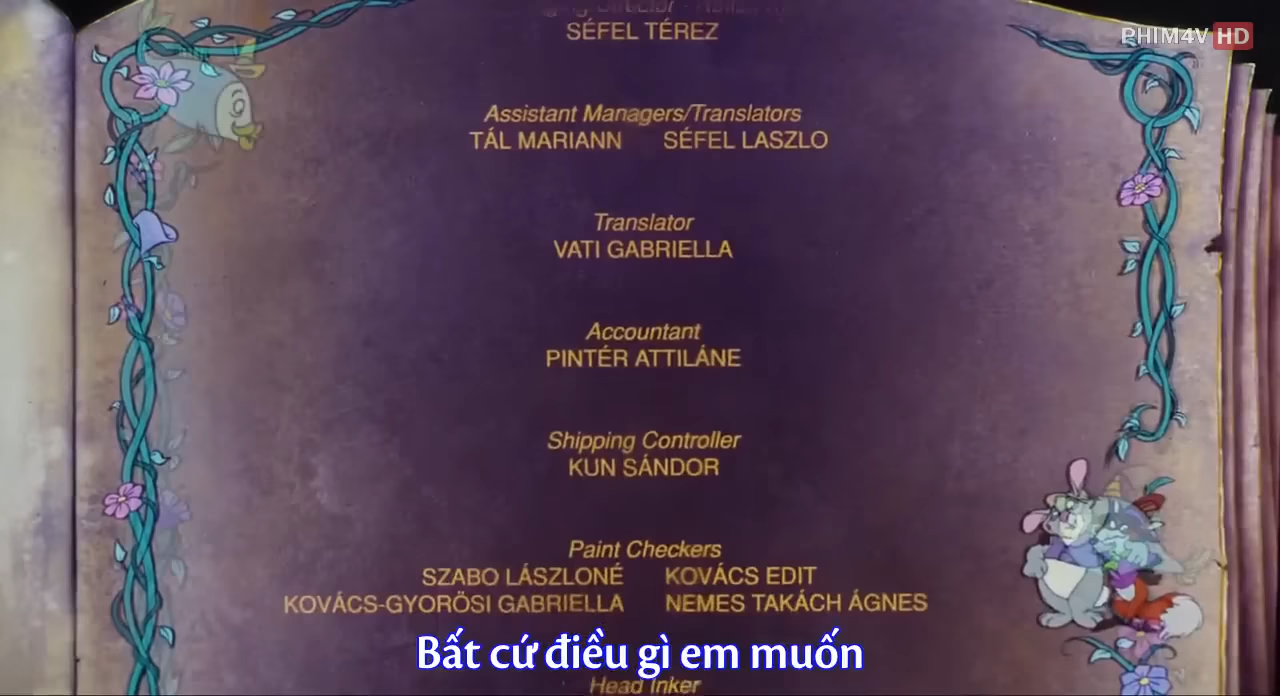 PHIM4V HD
SÉFEL TÉREZ
Assistant Managers/Translators
TÁL MARIANN SÉFEL LASZLO
Translator
VATI GABRIELLA
Accountant
PINTÉR ATTILÁNE
Shipping Controller
KUN SÁNDOR
Paint Checkers
SZABO LÁSZLONÉ KOVÁCS EDIT
KOVÁCS-GYORÖSI GABRIELLA NEMES TAKÁCH ÁGNES
Bất cứ điều gì em muốn
Head Inker